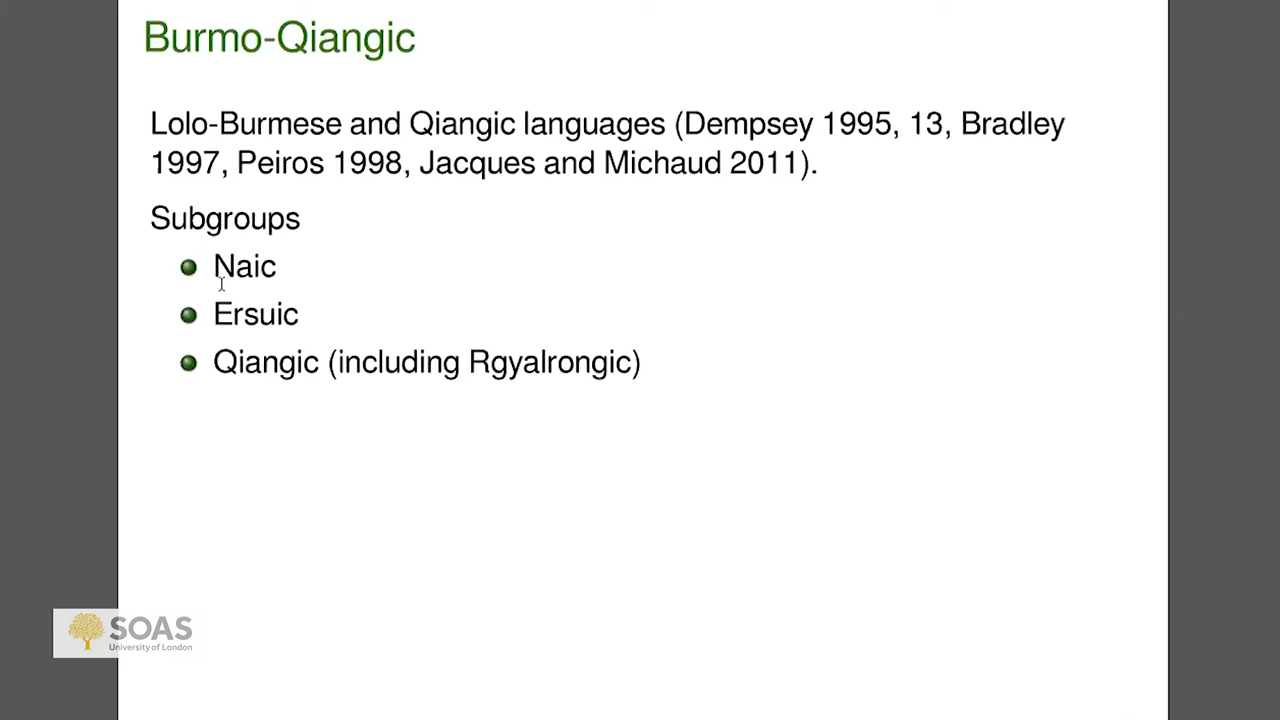 Burmo-Qiangic
Lolo-Burmese and Qiangic languages (Dempsey 1995, 13, Bradley
1997, Peiros 1998, Jacques and Michaud 2011).
Subgroups
Naic
Ersuic
Qiangic (including Rgyalrongic)
SOAS
University of London